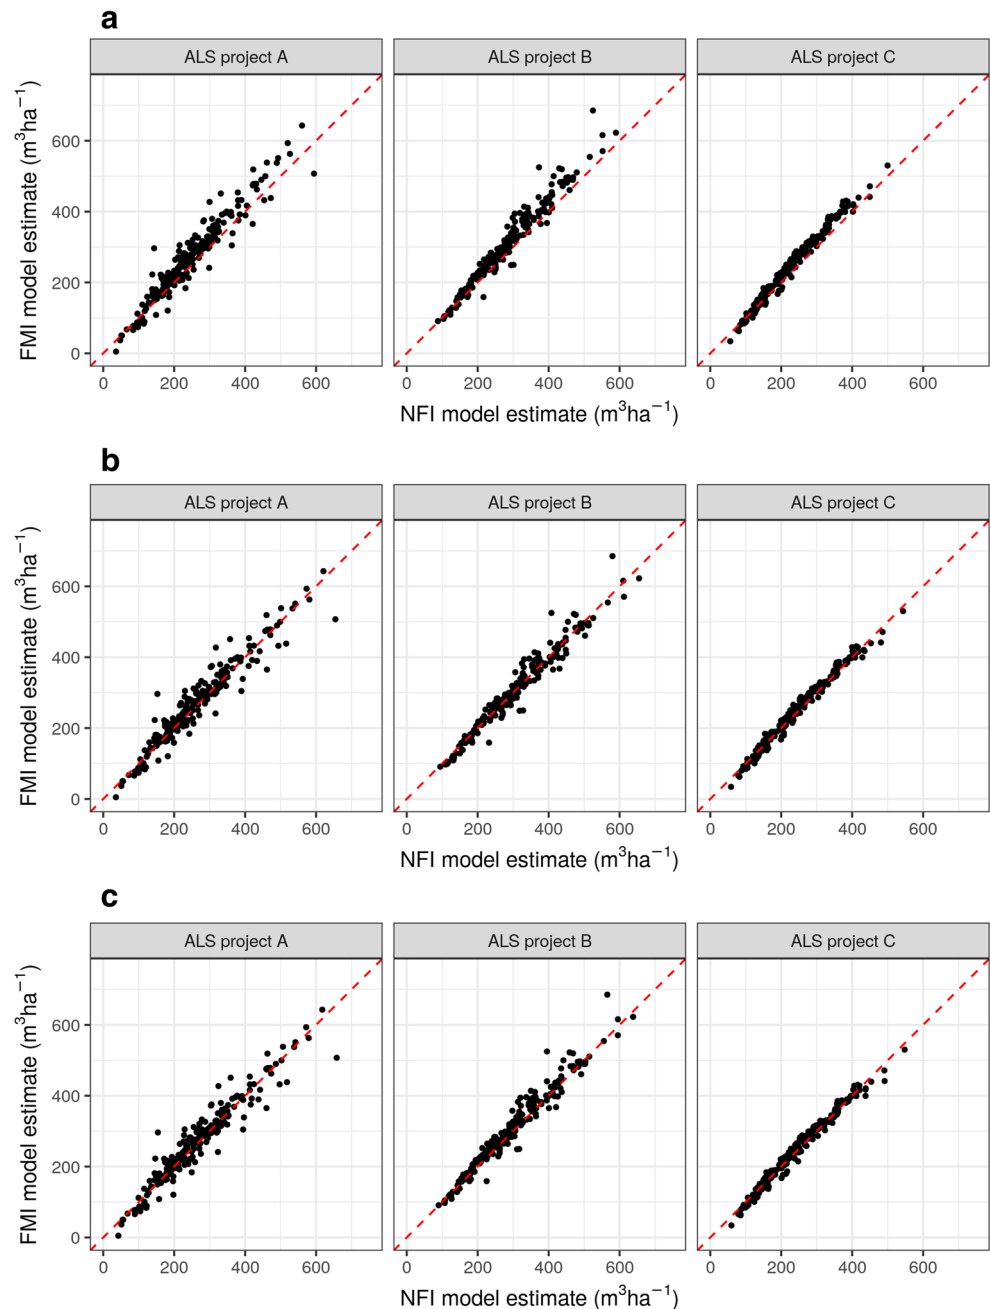 a
ALS project A ALS project B ALS project C
FMI model estimate (m³ha⁻¹)
600
400
200
0
0 200 400 600 0 200 400 600 0 200 400 600
NFI model estimate (m³ha⁻¹)
b
ALS project A ALS project B ALS project C
FMI model estimate (m³ha⁻¹)
600
400
200
0
0 200 400 600 0 200 400 600 0 200 400 600
NFI model estimate (m³ha⁻¹)
c
ALS project A ALS project B ALS project C
FMI model estimate (m³ha⁻¹)
600
400
200
0
0 200 400 600 0 200 400 600 0 200 400 600
NFI model estimate (m³ha⁻¹)